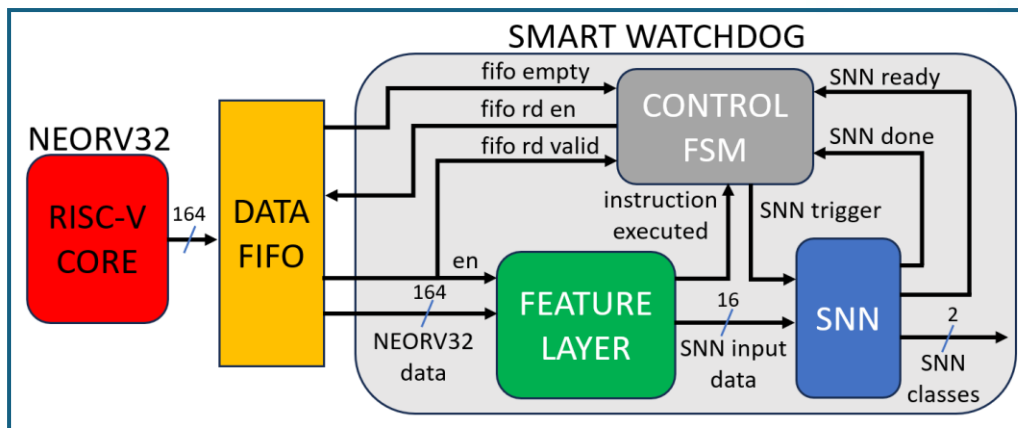 SMART WATCHDOG
fifo empty
SNN ready
CONTROL
FSM
fifo rd en
NEORV32
fifo rd valid
SNN done
RISC-V
CORE
164
DATA
FIFO
instruction
executed
SNN trigger
en
164
NEORV32
data
FEATURE
LAYER
16
SNN input
data
SNN
2
SNN
classes